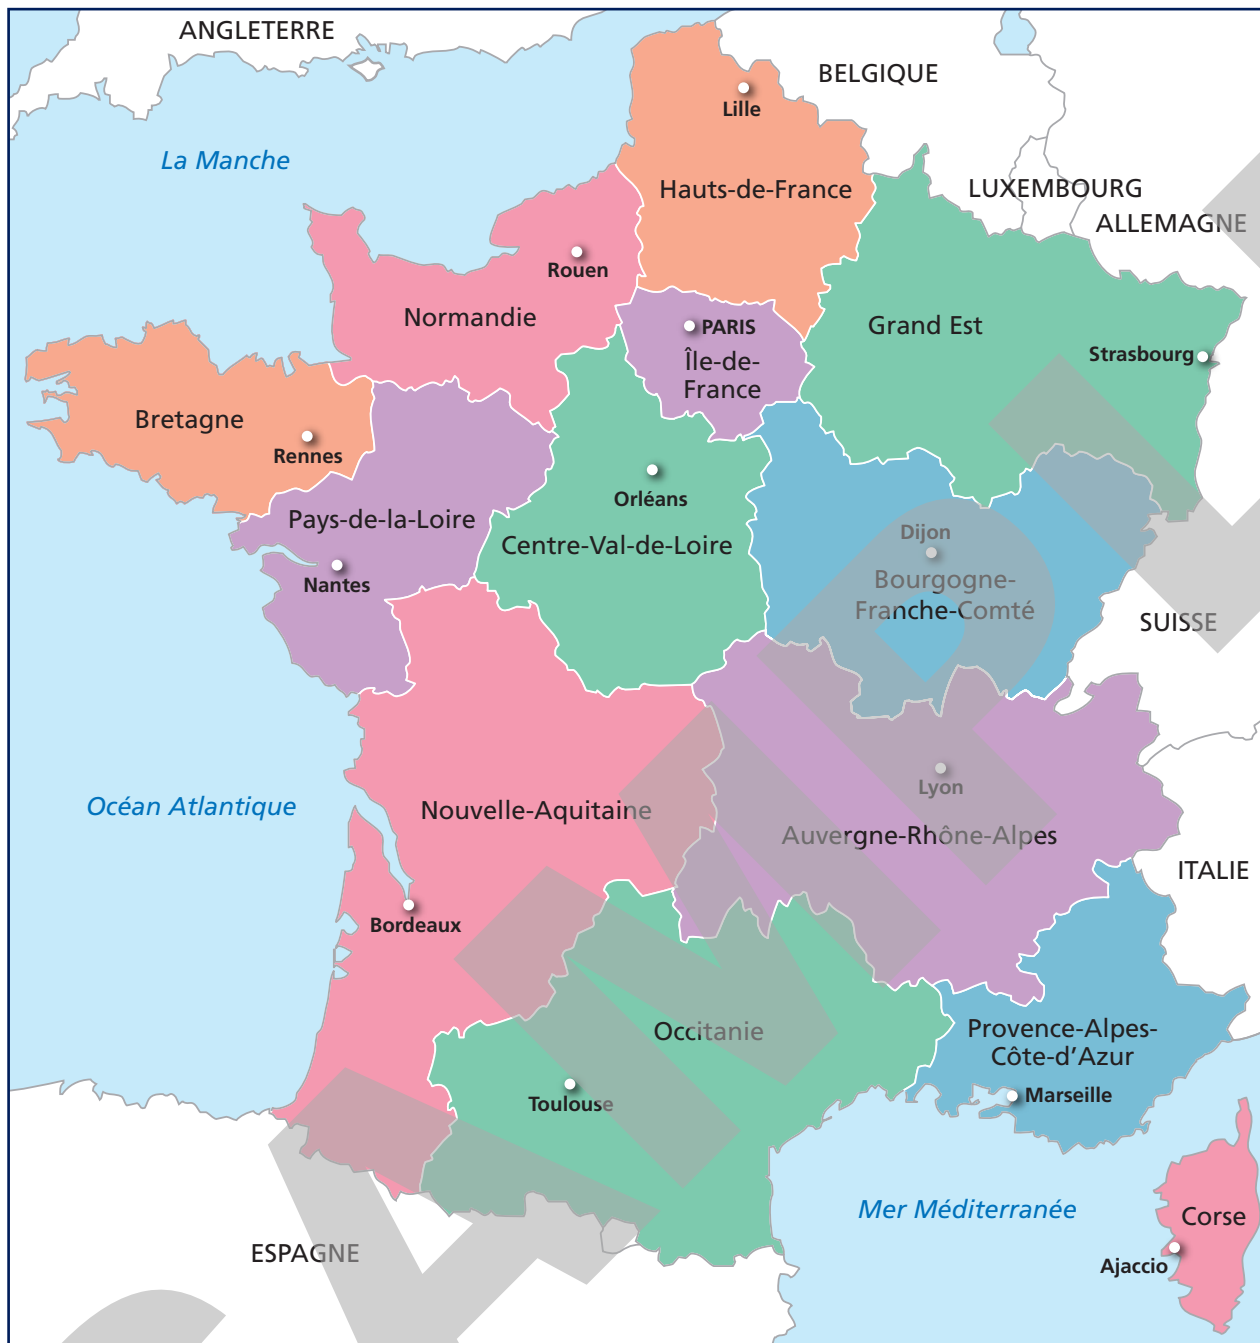 ANGLETERRE
BELGIQUE
Lille
La Manche
Hauts-de-France
LUXEMBOURG
ALLEMAGNE
Rouen
Normandie
PARIS
Île-de-
France
Grand Est
Strasbourg
Bretagne
Rennes
Orléans
Pays-de-la-Loire
Centre-Val-de-Loire
Dijon
Bourgogne-
Franche-Comté
Nantes
SUISSE
Lyon
Océan Atlantique
Nouvelle-Aquitaine
Auvergne-Rhône-Alpes
ITALIE
Bordeaux
Occitanie
Provence-Alpes-
Côte-d'Azur
Toulouse
Marseille
Mer Méditerranée
Corse
ESPAGNE
Ajaccio